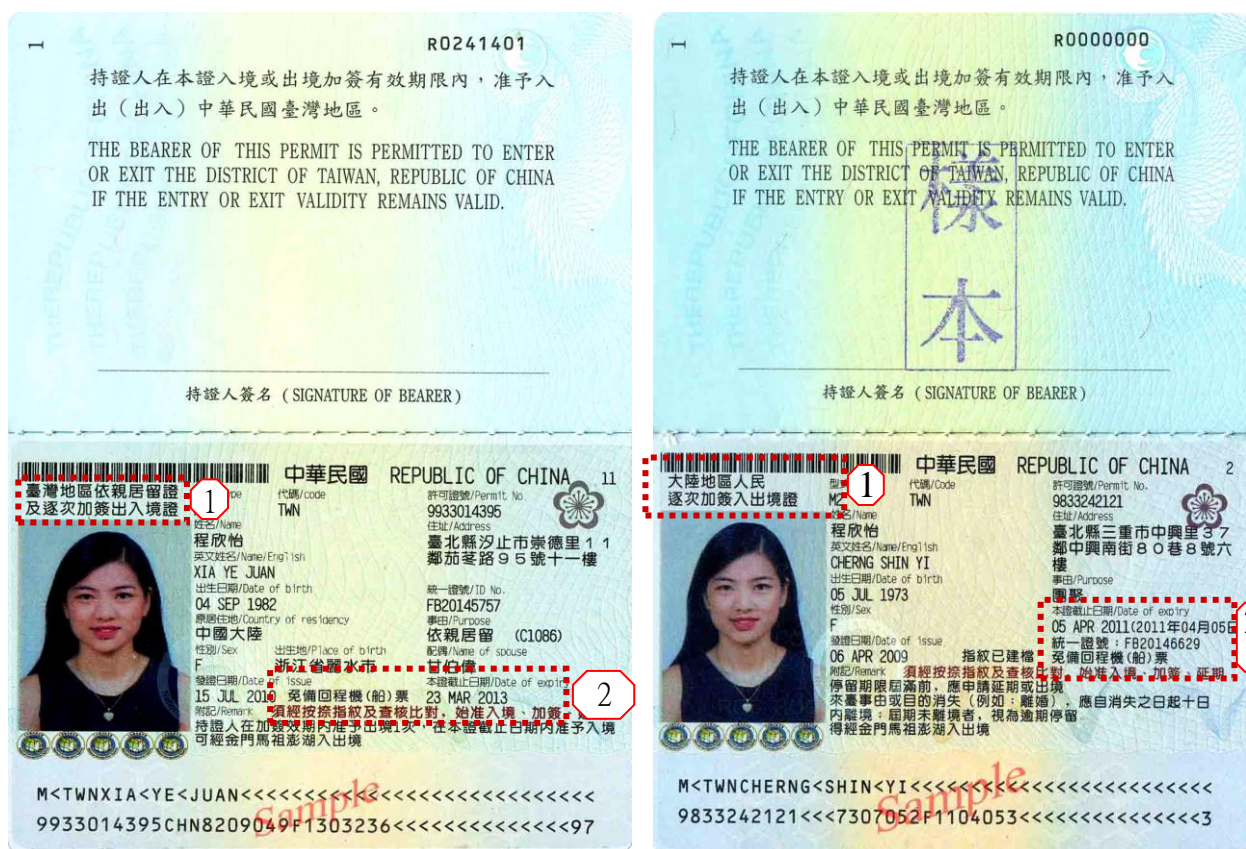 1
R0241401
持證人在本證入境或出境加簽有效期限內，准予入
出（出入）中華民國臺灣地區。
THE BEARER OF THIS PERMIT IS PERMITTED TO ENTER
OR EXIT THE DISTRICT OF TAIWAN, REPUBLIC OF CHINA
IF THE ENTRY OR EXIT VALIDITY REMAINS VALID.
持證人簽名 (SIGNATURE OF BEARER)
中華民國 REPUBLIC OF CHINA 11
臺灣地區依親居留證
及逐次加簽出入境證
1
代碼/code
TWN
許可證號/Permit No
9933014395
姓名/Name
程欣怡
住址/Address
臺北縣汐止市崇德里１１
鄰茄苳路９５號十一樓
英文姓名/Name/English
XIA YE JUAN
出生日期/Date of birth
04 SEP 1982
統一證號/ID No.
FB20145757
原居住地/Country of residency
中國大陸
事由/Purpose
依親居留 (C1086)
性別/Sex
F
出生地/Place of birth
浙江省麗水市
配偶/Name of spouse
甘伯偉
發證日期/Date of issue
15 JUL 2010 免備回程機(船)票
本證截止日期/Date of expiry
23 MAR 2013
2
附記/Remark 須經按捺指紋及查核比對，始准入境、加簽、
持證人在加簽效期內准予出境1次，在本證截止日期內准予入境
可經金門馬祖澎湖入出境
Sample
M<TWNXIA<YE<JUAN<<<<<<<<<<<<<<<<<<<<<<<<<<<<
9933014395CHN8209049F1303236<<<<<<<<<<<<<<97
1
R0000000
持證人在本證入境或出境加簽有效期限內，准予入
出（出入）中華民國臺灣地區。
THE BEARER OF THIS PERMIT IS PERMITTED TO ENTER
OR EXIT THE DISTRICT OF TAIWAN, REPUBLIC OF CHINA
IF THE ENTRY OR EXIT VALIDITY REMAINS VALID.
樣本
持證人簽名 (SIGNATURE OF BEARER)
中華民國 REPUBLIC OF CHINA 2
大陸地區人民
逐次加簽入出境證
1
M2
代碼/Code
TWN
許可證號/Permit No.
9833242121
姓名/Name
程欣怡
住址/Address
臺北縣三重市中興里３７
鄰中興南街８０巷８號六
樓
英文姓名/Name/English
CHERNG SHIN YI
出生日期/Date of birth
05 JUL 1973
事由/Purpose
團聚
性別/Sex
F
本證截止日期/Date of expiry
05 APR 2011(2011年04月05日
統一證號：FB20146629
免備回程機(船)票
發證日期/Date of issue
06 APR 2009 指紋已建檔
附記/Remark 須經按捺指紋及查核比對，始准入境、加簽、延期
停留期限屆滿前，應申請延期或出境
來臺事由或目的消失（例如：離婚），應自消失之日起十日
內離境；屆期未離境者，視為逾期停留
得經金門馬祖澎湖入出境
Sample
M<TWNCHERNG<SHIN<YI<<<<<<<<<<<<<<<<<<<<<<<<<
9833242121<<<7307052F1104053<<<<<<<<<<<<<<<3